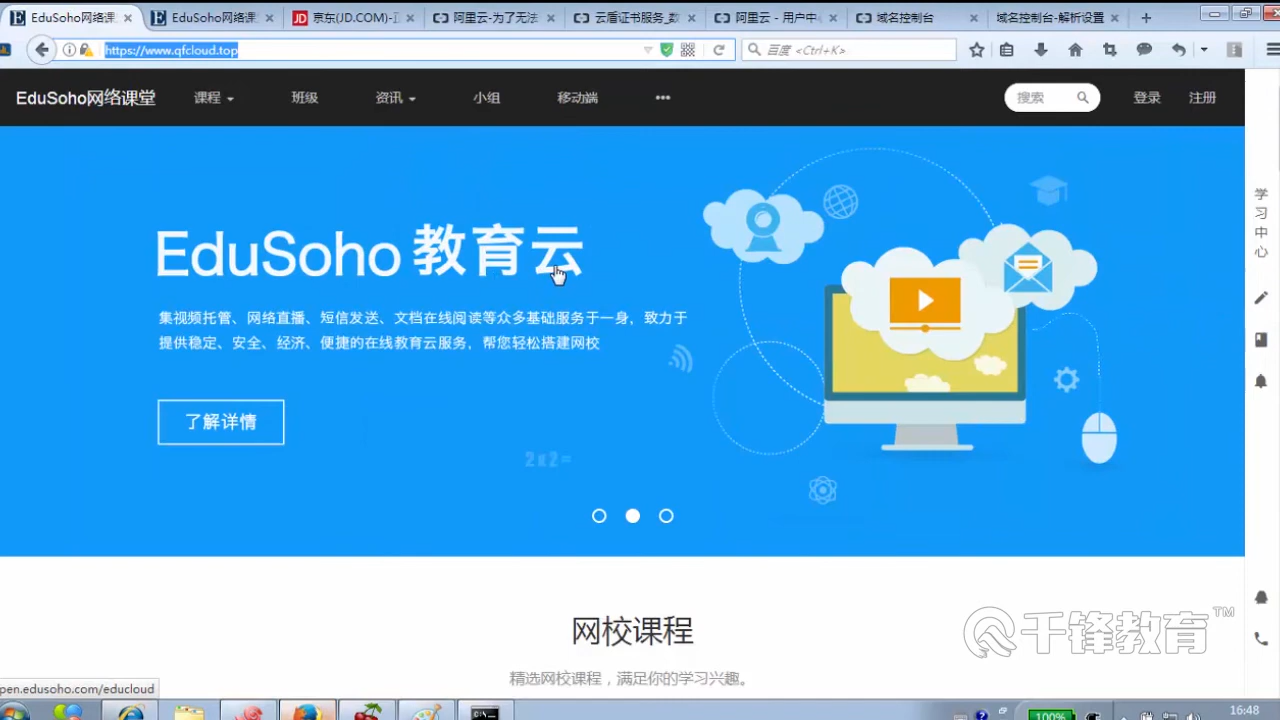 EduSoho网络课
EduSoho网络课
JD 京东(JD.COM)-正
阿里云-为了无法
云盾证书服务_数
阿里云 - 用户中心
域名控制台
域名控制台-解析设置
https://www.qfcloud.top
百度 <Ctrl+K>
EduSoho网络课堂
课程
班级
资讯
小组
移动端
搜索
登录
注册
EduSoho 教育云
集视频托管、网络直播、短信发送、文档在线阅读等众多基础服务于一身，致力于
提供稳定、安全、经济、便捷的在线教育云服务，帮您轻松搭建网校
了解详情
2x2=
学习中心
网校课程
精选网校课程，满足你的学习兴趣。
千锋教育™
pen.edusoho.com/educloud
100%
16:48